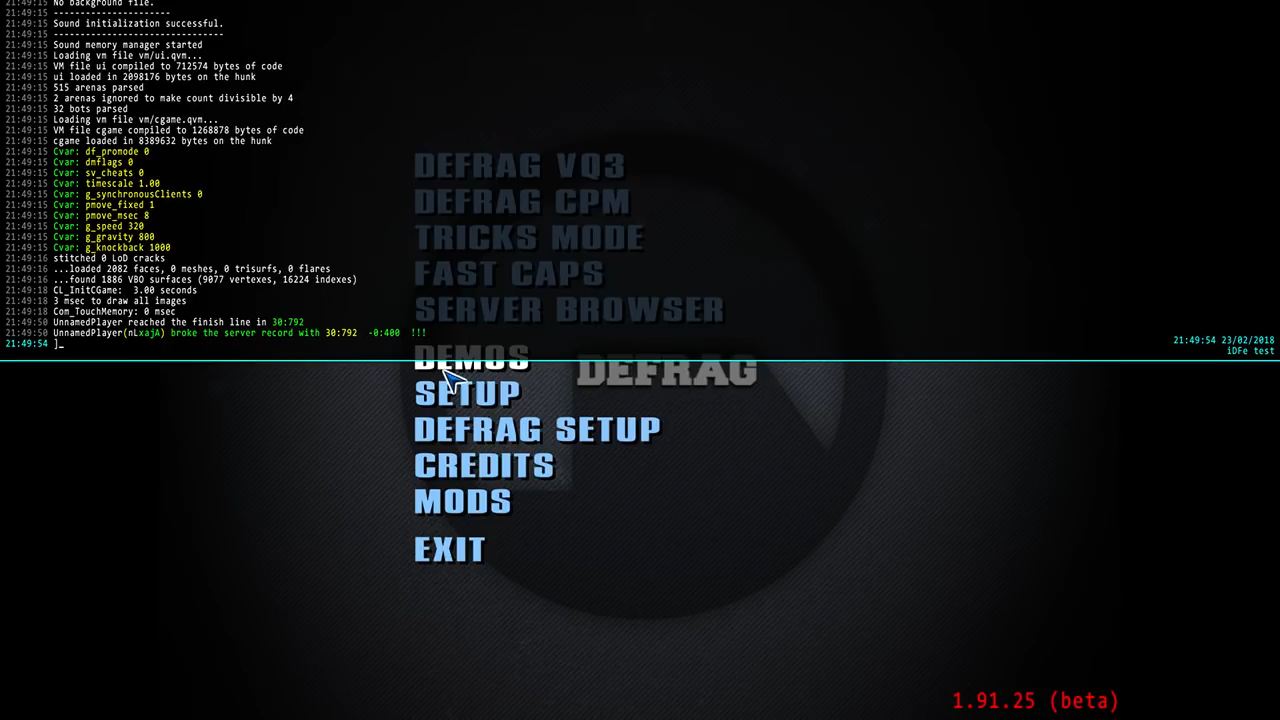 21:49:15 No background file.
21:49:15 ----------------------
21:49:15 Sound initialization successful.
21:49:15 --------------------------------
21:49:15 Sound memory manager started
21:49:15 Loading vm file vm/ui.qvm...
21:49:15 VM file ui compiled to 712574 bytes of code
21:49:15 ui loaded in 2098176 bytes on the hunk
21:49:15 515 arenas parsed
21:49:15 2 arenas ignored to make count divisible by 4
21:49:15 32 bots parsed
21:49:15 Loading vm file vm/cgame.qvm...
21:49:15 VM file cgame compiled to 1268878 bytes of code
21:49:15 cgame loaded in 8389632 bytes on the hunk
21:49:15 Cvar: df_promode 0
21:49:15 Cvar: dmflags 0
21:49:15 Cvar: sv_cheats 0
21:49:15 Cvar: timescale 1.00
21:49:15 Cvar: g_synchronousClients 0
21:49:15 Cvar: pmove_fixed 1
21:49:15 Cvar: pmove_msec 8
21:49:15 Cvar: g_speed 320
21:49:15 Cvar: g_gravity 800
21:49:15 Cvar: g_knockback 1000
21:49:16 stitched 0 LoD cracks
21:49:16 ...loaded 2082 faces, 0 meshes, 0 trisurfs, 0 flares
21:49:16 ...found 1886 VBO surfaces (9077 vertexes, 16224 indexes)
21:49:18 CL_InitCGame:  3.00 seconds
21:49:18 3 msec to draw all images
21:49:18 Com_TouchMemory: 0 msec
21:49:50 UnnamedPlayer reached the finish line in 30:792
21:49:50 UnnamedPlayer(nLxajA) broke the server record with 30:792  -0:400  !!!
21:49:54 ]_
21:49:54 23/02/2018
iDFe test
DEFRAG VQ3
DEFRAG CPM
TRICKS MODE
FAST CAPS
SERVER BROWSER
DEMOS
DEFRAG
SETUP
DEFRAG SETUP
CREDITS
MODS
EXIT
1.91.25 (beta)